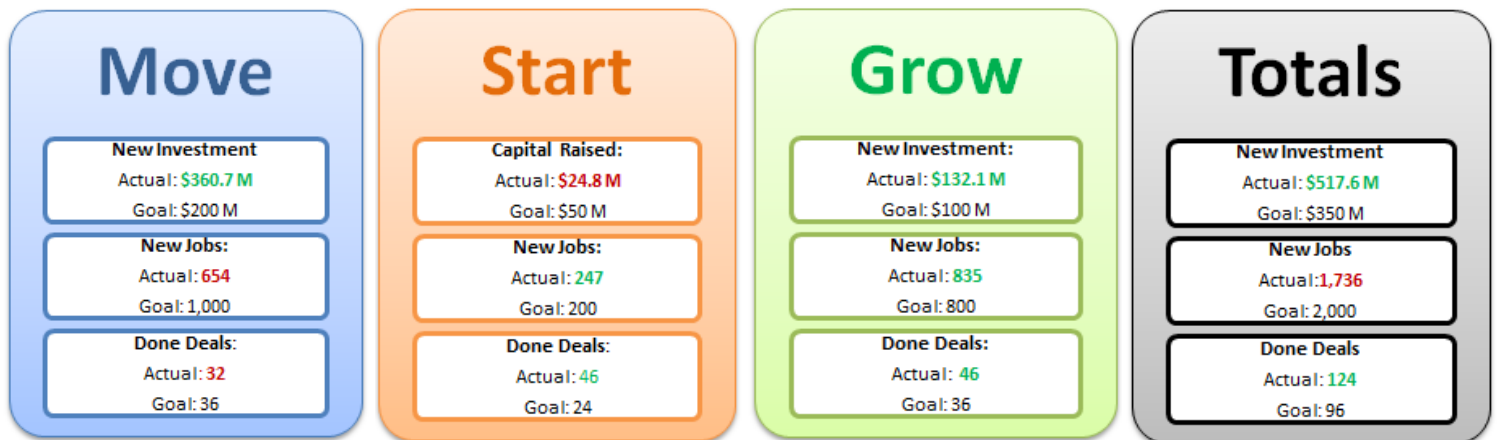 Move
New Investment
Actual: $360.7 M
Goal: $200 M
New Jobs:
Actual: 654
Goal: 1,000
Done Deals:
Actual: 32
Goal: 36
Start
Capital Raised:
Actual: $24.8 M
Goal: $50 M
New Jobs:
Actual: 247
Goal: 200
Done Deals:
Actual: 46
Goal: 24
Grow
New Investment:
Actual: $132.1 M
Goal: $100 M
New Jobs:
Actual: 835
Goal: 800
Done Deals:
Actual: 46
Goal: 36
Totals
New Investment
Actual: $517.6 M
Goal: $350 M
New Jobs
Actual:1,736
Goal: 2,000
Done Deals
Actual: 124
Goal: 96